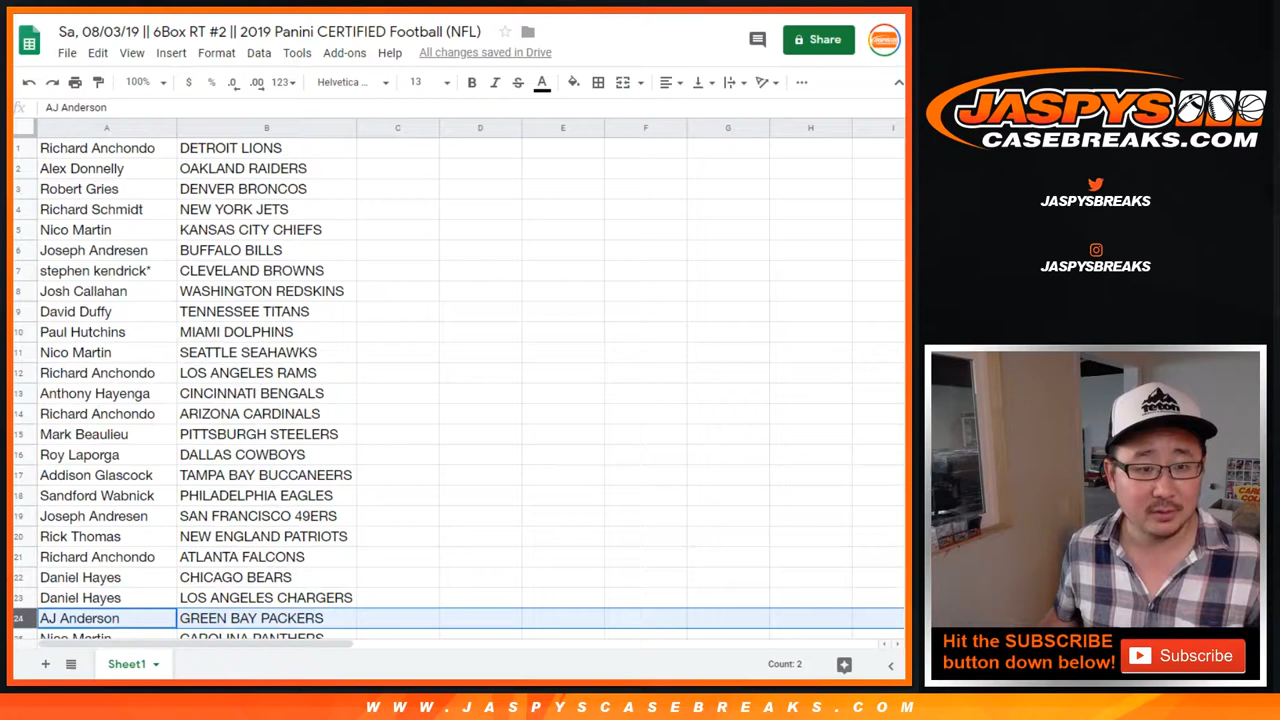 Sa, 08/03/19 || 6Box RT #2 || 2019 Panini CERTIFIED Football (NFL)
File Edit View Insert Format Data Tools Add-ons Help All changes saved in Drive
Share
100% $ % .0 .00 123 Helvetica ... 13 B I S A
fx AJ Anderson
A B C D E F G H I
1 Richard Anchondo DETROIT LIONS
2 Alex Donnelly OAKLAND RAIDERS
3 Robert Gries DENVER BRONCOS
4 Richard Schmidt NEW YORK JETS
5 Nico Martin KANSAS CITY CHIEFS
6 Joseph Andresen BUFFALO BILLS
7 stephen kendrick* CLEVELAND BROWNS
8 Josh Callahan WASHINGTON REDSKINS
9 David Duffy TENNESSEE TITANS
10 Paul Hutchins MIAMI DOLPHINS
11 Nico Martin SEATTLE SEAHAWKS
12 Richard Anchondo LOS ANGELES RAMS
13 Anthony Hayenga CINCINNATI BENGALS
14 Richard Anchondo ARIZONA CARDINALS
15 Mark Beaulieu PITTSBURGH STEELERS
16 Roy Laporga DALLAS COWBOYS
17 Addison Glascock TAMPA BAY BUCCANEERS
18 Sandford Wabnick PHILADELPHIA EAGLES
19 Joseph Andresen SAN FRANCISCO 49ERS
20 Rick Thomas NEW ENGLAND PATRIOTS
21 Richard Anchondo ATLANTA FALCONS
22 Daniel Hayes CHICAGO BEARS
23 Daniel Hayes LOS ANGELES CHARGERS
24 AJ Anderson GREEN BAY PACKERS
25 Nico Martin CAROLINA PANTHERS
Sheet1
Count: 2
JASPYS
CASEBREAKS.COM
JASPYSBREAKS
JASPYSBREAKS
Teton
Hit the SUBSCRIBE
button down below!
Subscribe
WWW.JASPYSCASEBREAKS.COM